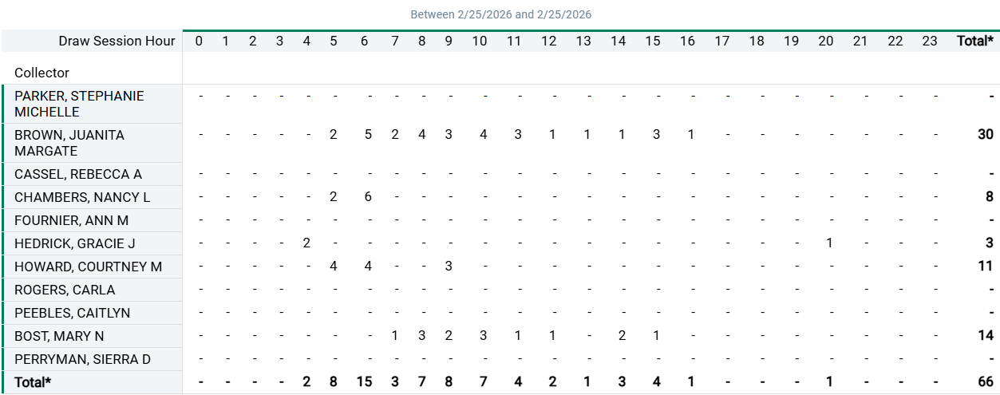 Between 2/25/2026 and 2/25/2026
Draw Session Hour 0 1 2 3 4 5 6 7 8 9 10 11 12 13 14 15 16 17 18 19 20 21 22 23 Total*
Collector
PARKER, STEPHANIE MICHELLE - - - - - - - - - - - - - - - - - - - - - - - - -
BROWN, JUANITA MARGATE - - - - - 2 5 2 4 3 4 3 1 1 1 3 1 - - - - - - - 30
CASSEL, REBECCA A - - - - - - - - - - - - - - - - - - - - - - - - -
CHAMBERS, NANCY L - - - - - 2 6 - - - - - - - - - - - - - - - - - 8
FOURNIER, ANN M - - - - - - - - - - - - - - - - - - - - - - - - -
HEDRICK, GRACIE J - - - - 2 - - - - - - - - - - - - - - - 1 - - - 3
HOWARD, COURTNEY M - - - - - 4 4 - - 3 - - - - - - - - - - - - - - 11
ROGERS, CARLA - - - - - - - - - - - - - - - - - - - - - - - - -
PEEBLES, CAITLYN - - - - - - - - - - - - - - - - - - - - - - - - -
BOST, MARY N - - - - - - - 1 3 2 3 1 1 - 2 1 - - - - - - - - 14
PERRYMAN, SIERRA D - - - - - - - - - - - - - - - - - - - - - - - - -
Total* - - - - 2 8 15 3 7 8 7 4 2 1 3 4 1 - - - 1 - - - 66